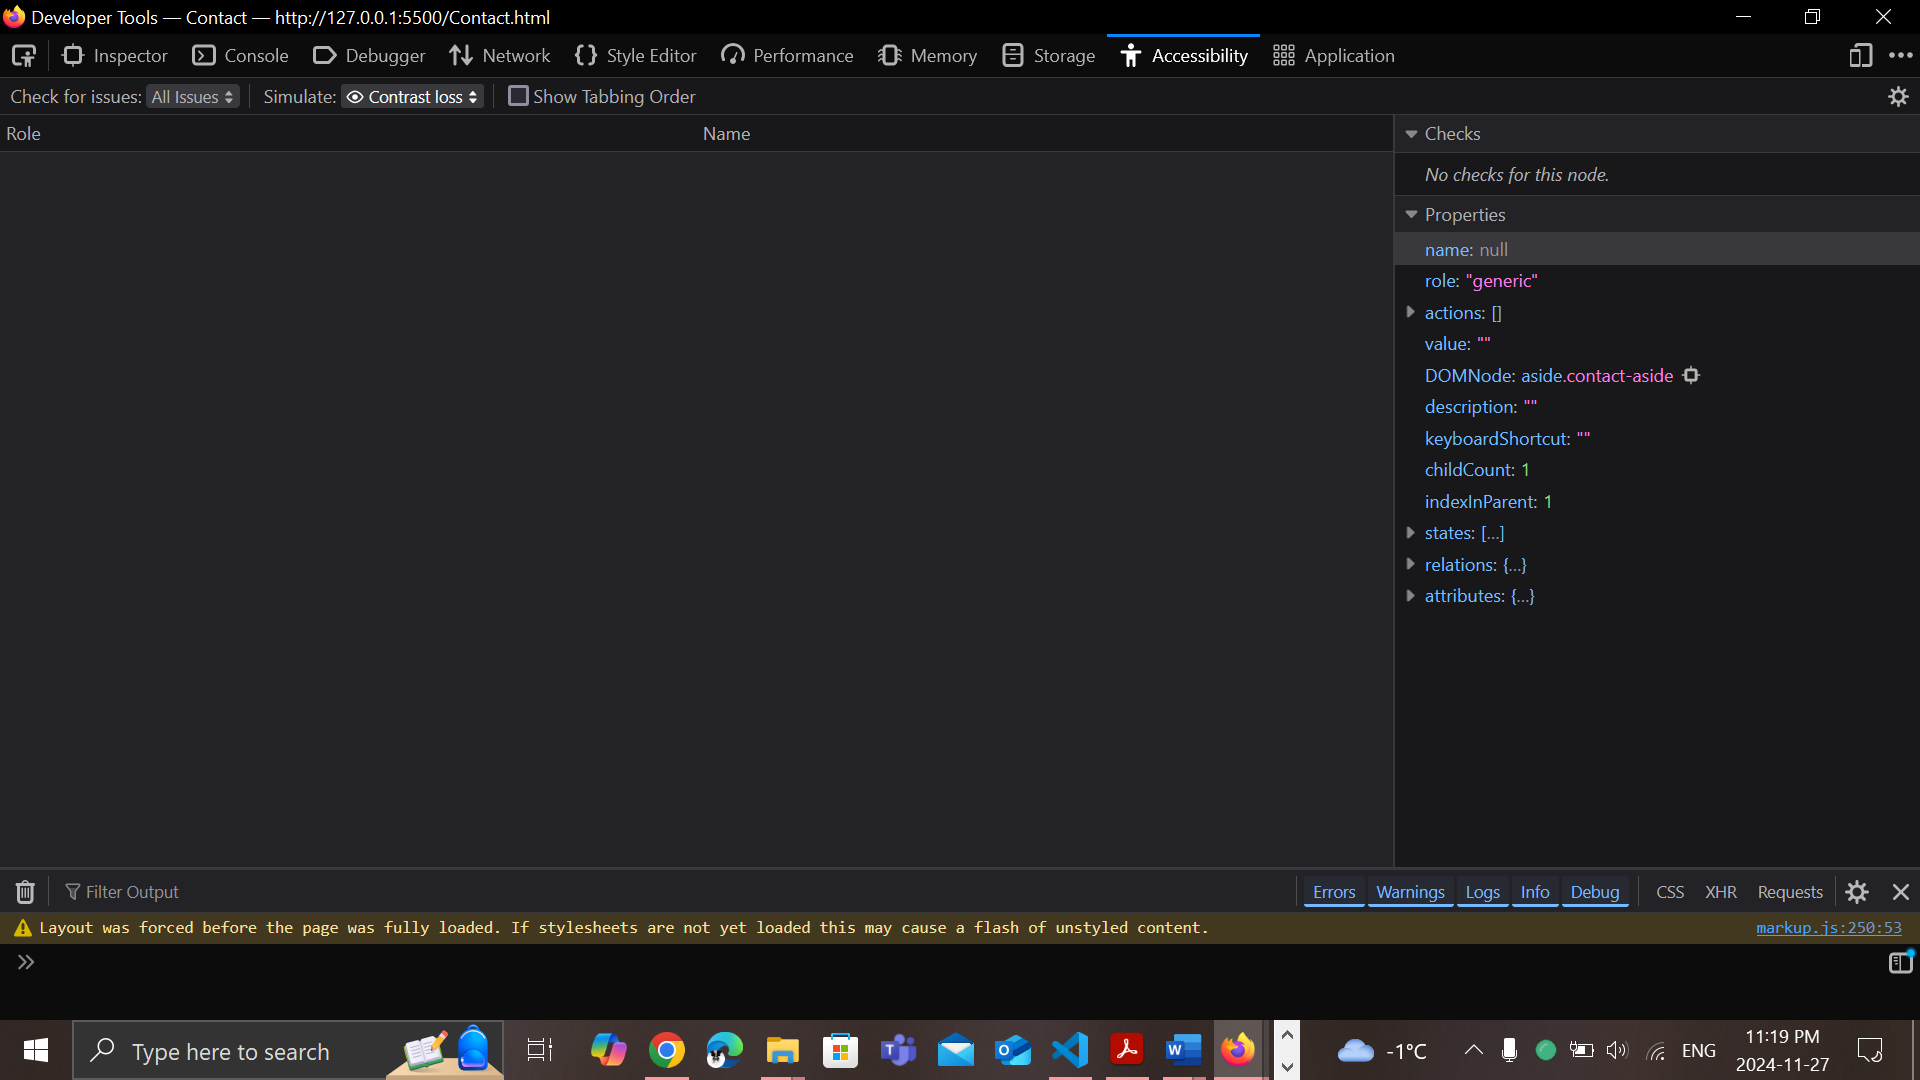 Developer Tools — Contact — http://127.0.0.1:5500/Contact.html
Inspector Console Debugger Network Style Editor Performance Memory Storage Accessibility Application
Check for issues: All Issues Simulate: Contrast loss Show Tabbing Order
Role Name
Checks
No checks for this node.
Properties
name: null
role: "generic"
actions: []
value: ""
DOMNode: aside.contact-aside
description: ""
keyboardShortcut: ""
childCount: 1
indexInParent: 1
states: […]
relations: {…}
attributes: {…}
Filter Output Errors Warnings Logs Info Debug CSS XHR Requests
Layout was forced before the page was fully loaded. If stylesheets are not yet loaded this may cause a flash of unstyled content. markup.js:250:53
Type here to search
-1°C
ENG
11:19 PM
2024-11-27